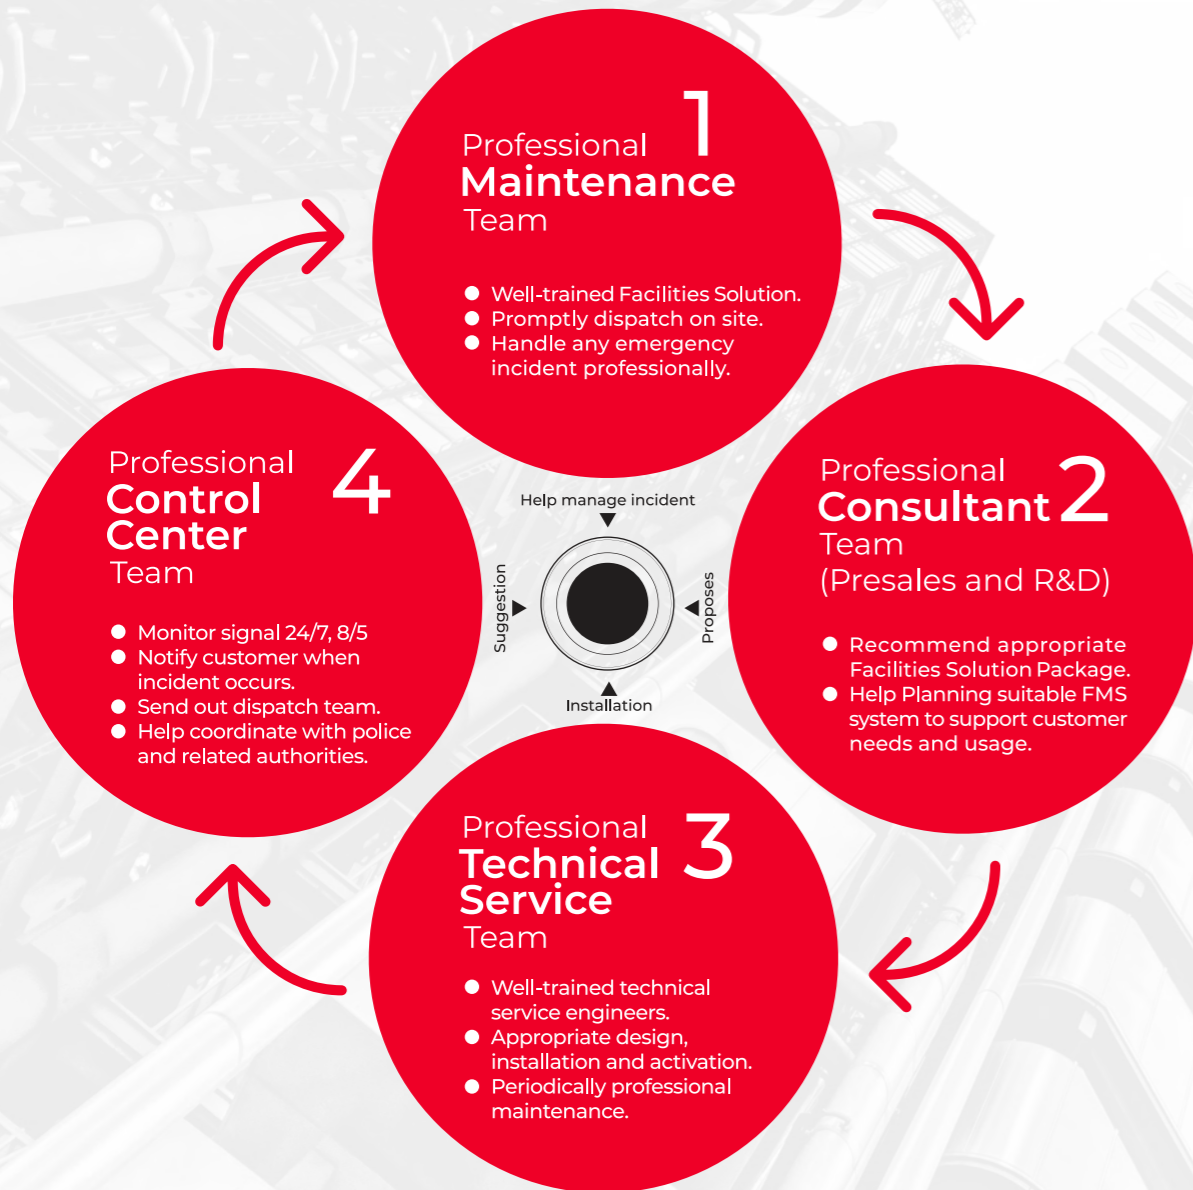 1
Professional
Maintenance
Team
● Well-trained Facilities Solution.
● Promptly dispatch on site.
● Handle any emergency
incident professionally.
2
Professional
Consultant
Team
(Presales and R&D)
● Recommend appropriate
Facilities Solution Package.
● Help Planning suitable FMS
system to support customer
needs and usage.
3
Professional
Technical
Service
Team
● Well-trained technical
service engineers.
● Appropriate design,
installation and activation.
● Periodically professional
maintenance.
4
Professional
Control
Center
Team
● Monitor signal 24/7, 8/5
● Notify customer when
incident occurs.
● Send out dispatch team.
● Help coordinate with police
and related authorities.
Help manage incident
Proposes
Installation
Suggestion